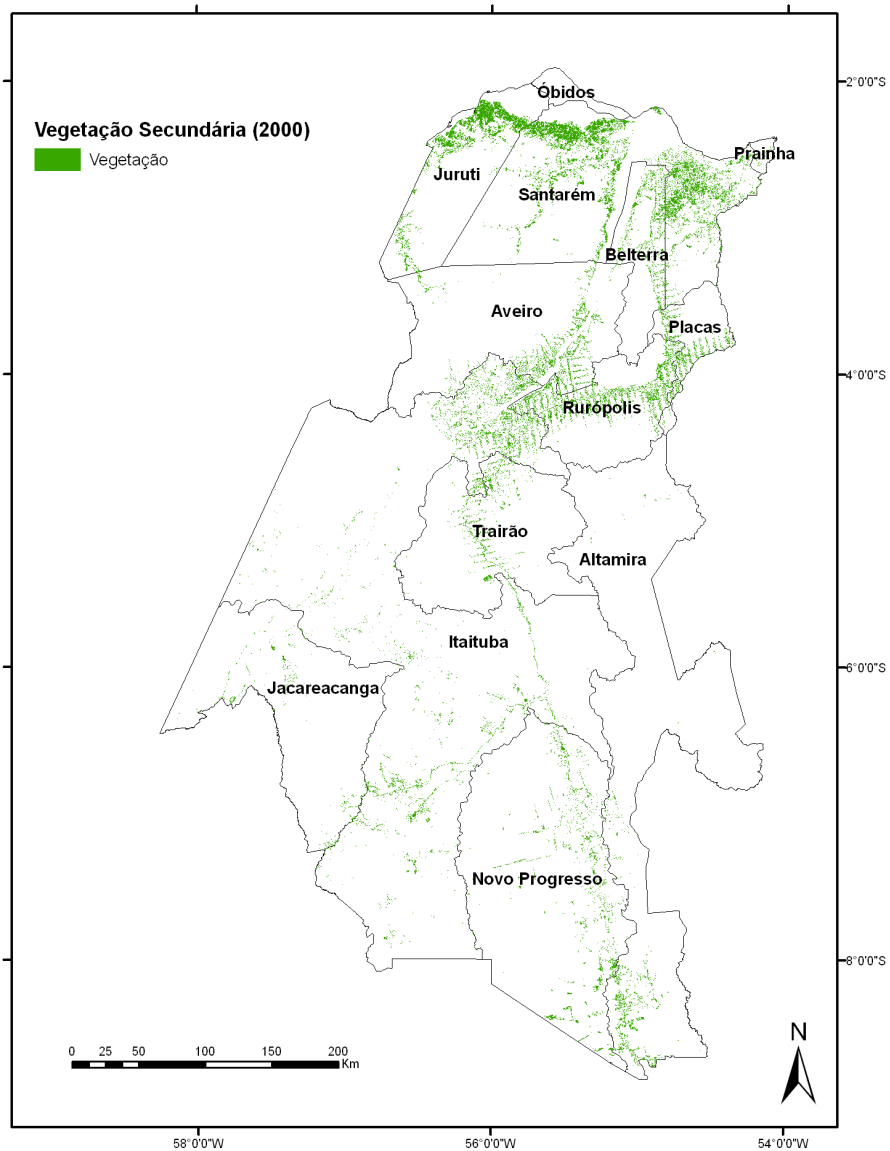 Óbidos
2°0'0"S
Vegetação Secundária (2000)
Vegetação
Prainha
Juruti
Santarém
Belterra
Aveiro
Placas
4°0'0"S
Rurópolis
Trairão
Altamira
Itaituba
6°0'0"S
Jacareacanga
Novo Progresso
8°0'0"S
N
0 25 50 100 150 200
Km
58°0'0"W 56°0'0"W 54°0'0"W